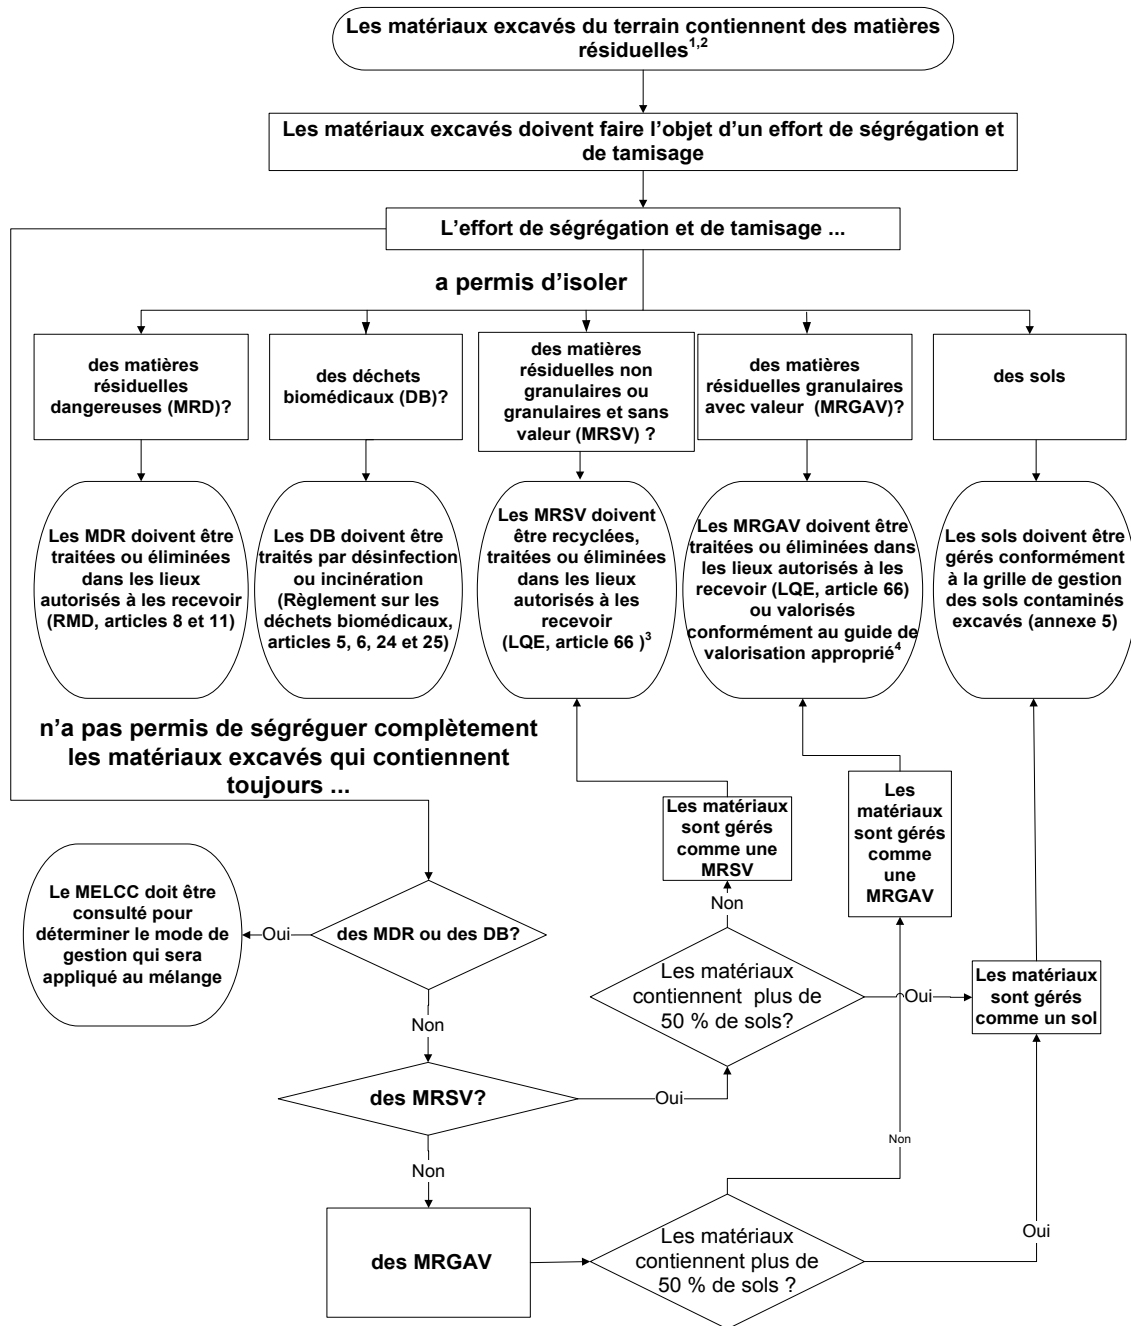 Les matériaux excavés du terrain contiennent des matières
résiduelles1,2
Les matériaux excavés doivent faire l'objet d'un effort de ségrégation et
de tamisage
L'effort de ségrégation et de tamisage ...
a permis d'isoler
des matières
résiduelles
dangereuses (MRD)?
des déchets
biomédicaux (DB)?
des matières
résiduelles non
granulaires ou
granulaires et sans
valeur (MRSV) ?
des matières
résiduelles granulaires
avec valeur (MRGAV)?
des sols
Les MDR doivent être
traitées ou éliminées
dans les lieux
autorisés à les recevoir
(RMD, articles 8 et 11)
Les DB doivent être
traités par désinfection
ou incinération
(Règlement sur les
déchets biomédicaux,
articles 5, 6, 24 et 25)
Les MRSV doivent
être recyclées,
traitées ou éliminées
dans les lieux
autorisés à les
recevoir
(LQE, article 66 )3
Les MRGAV doivent être
traitées ou éliminées dans
les lieux autorisés à les
recevoir (LQE, article 66)
ou valorisés
conformément au guide de
valorisation approprié4
Les sols doivent être
gérés conformément
à la grille de gestion
des sols contaminés
excavés (annexe 5)
n'a pas permis de ségréguer complètement
les matériaux excavés qui contiennent
toujours ...
Les matériaux
sont gérés
comme une
MRSV
Les
matériaux
sont gérés
comme
une
MRGAV
Le MELCC doit être
consulté pour
déterminer le mode de
gestion qui sera
appliqué au mélange
Oui
des MDR ou des DB?
Non
Les matériaux
contiennent plus de
50 % de sols?
Oui
Les matériaux
sont gérés
comme un sol
Non
des MRSV?
Oui
Non
Non
des MRGAV
Les matériaux
contiennent plus de
50 % de sols ?
Oui